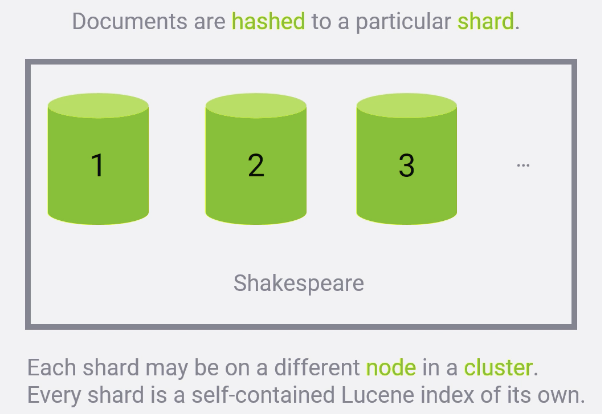 Documents are hashed to a particular shard.
1 2 3 ...
Shakespeare
Each shard may be on a different node in a cluster.
Every shard is a self-contained Lucene index of its own.